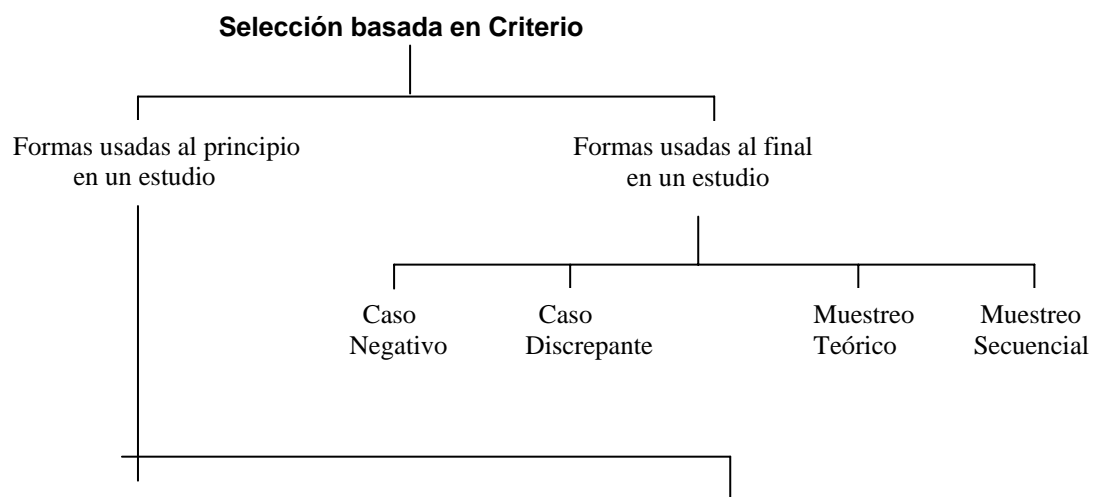 Selección basada en Criterio
Formas usadas al principio
en un estudio
Formas usadas al final
en un estudio
Caso
Negativo
Caso
Discrepante
Muestreo
Teórico
Muestreo
Secuencial